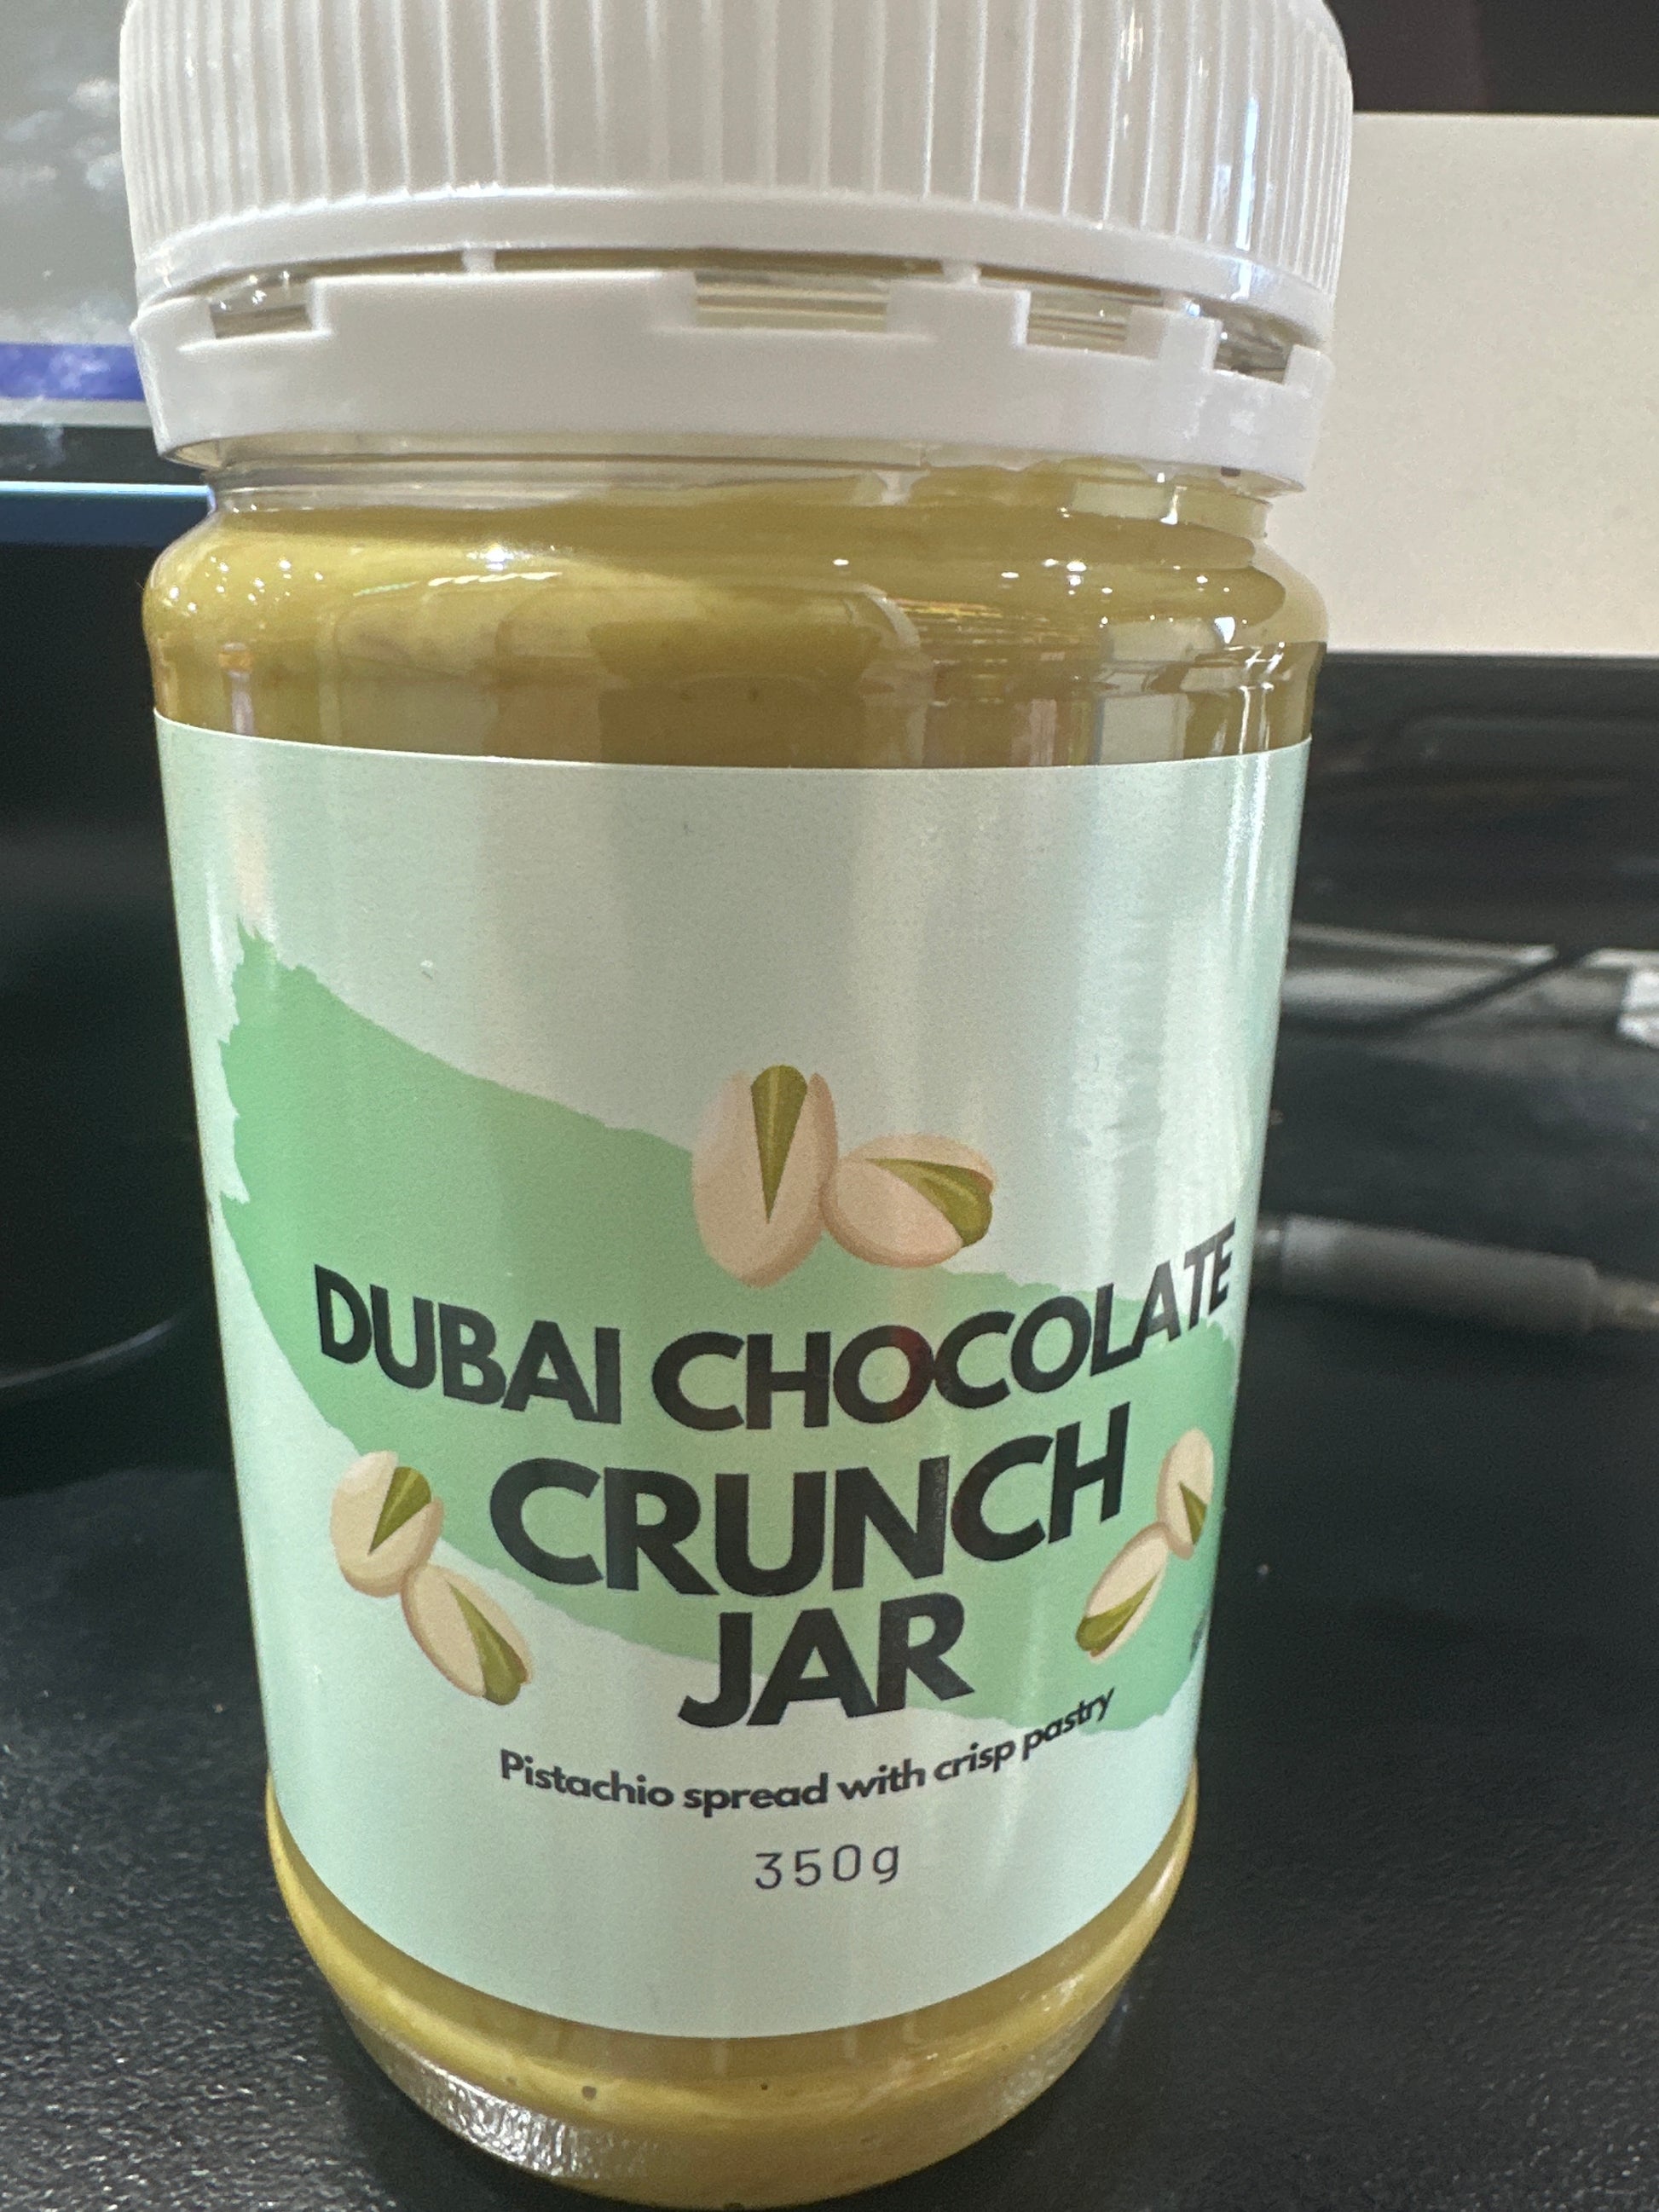 DUBAI CHOCOLATE
CRUNCH
JAR
Pistachio spread with crisp pastry
350g